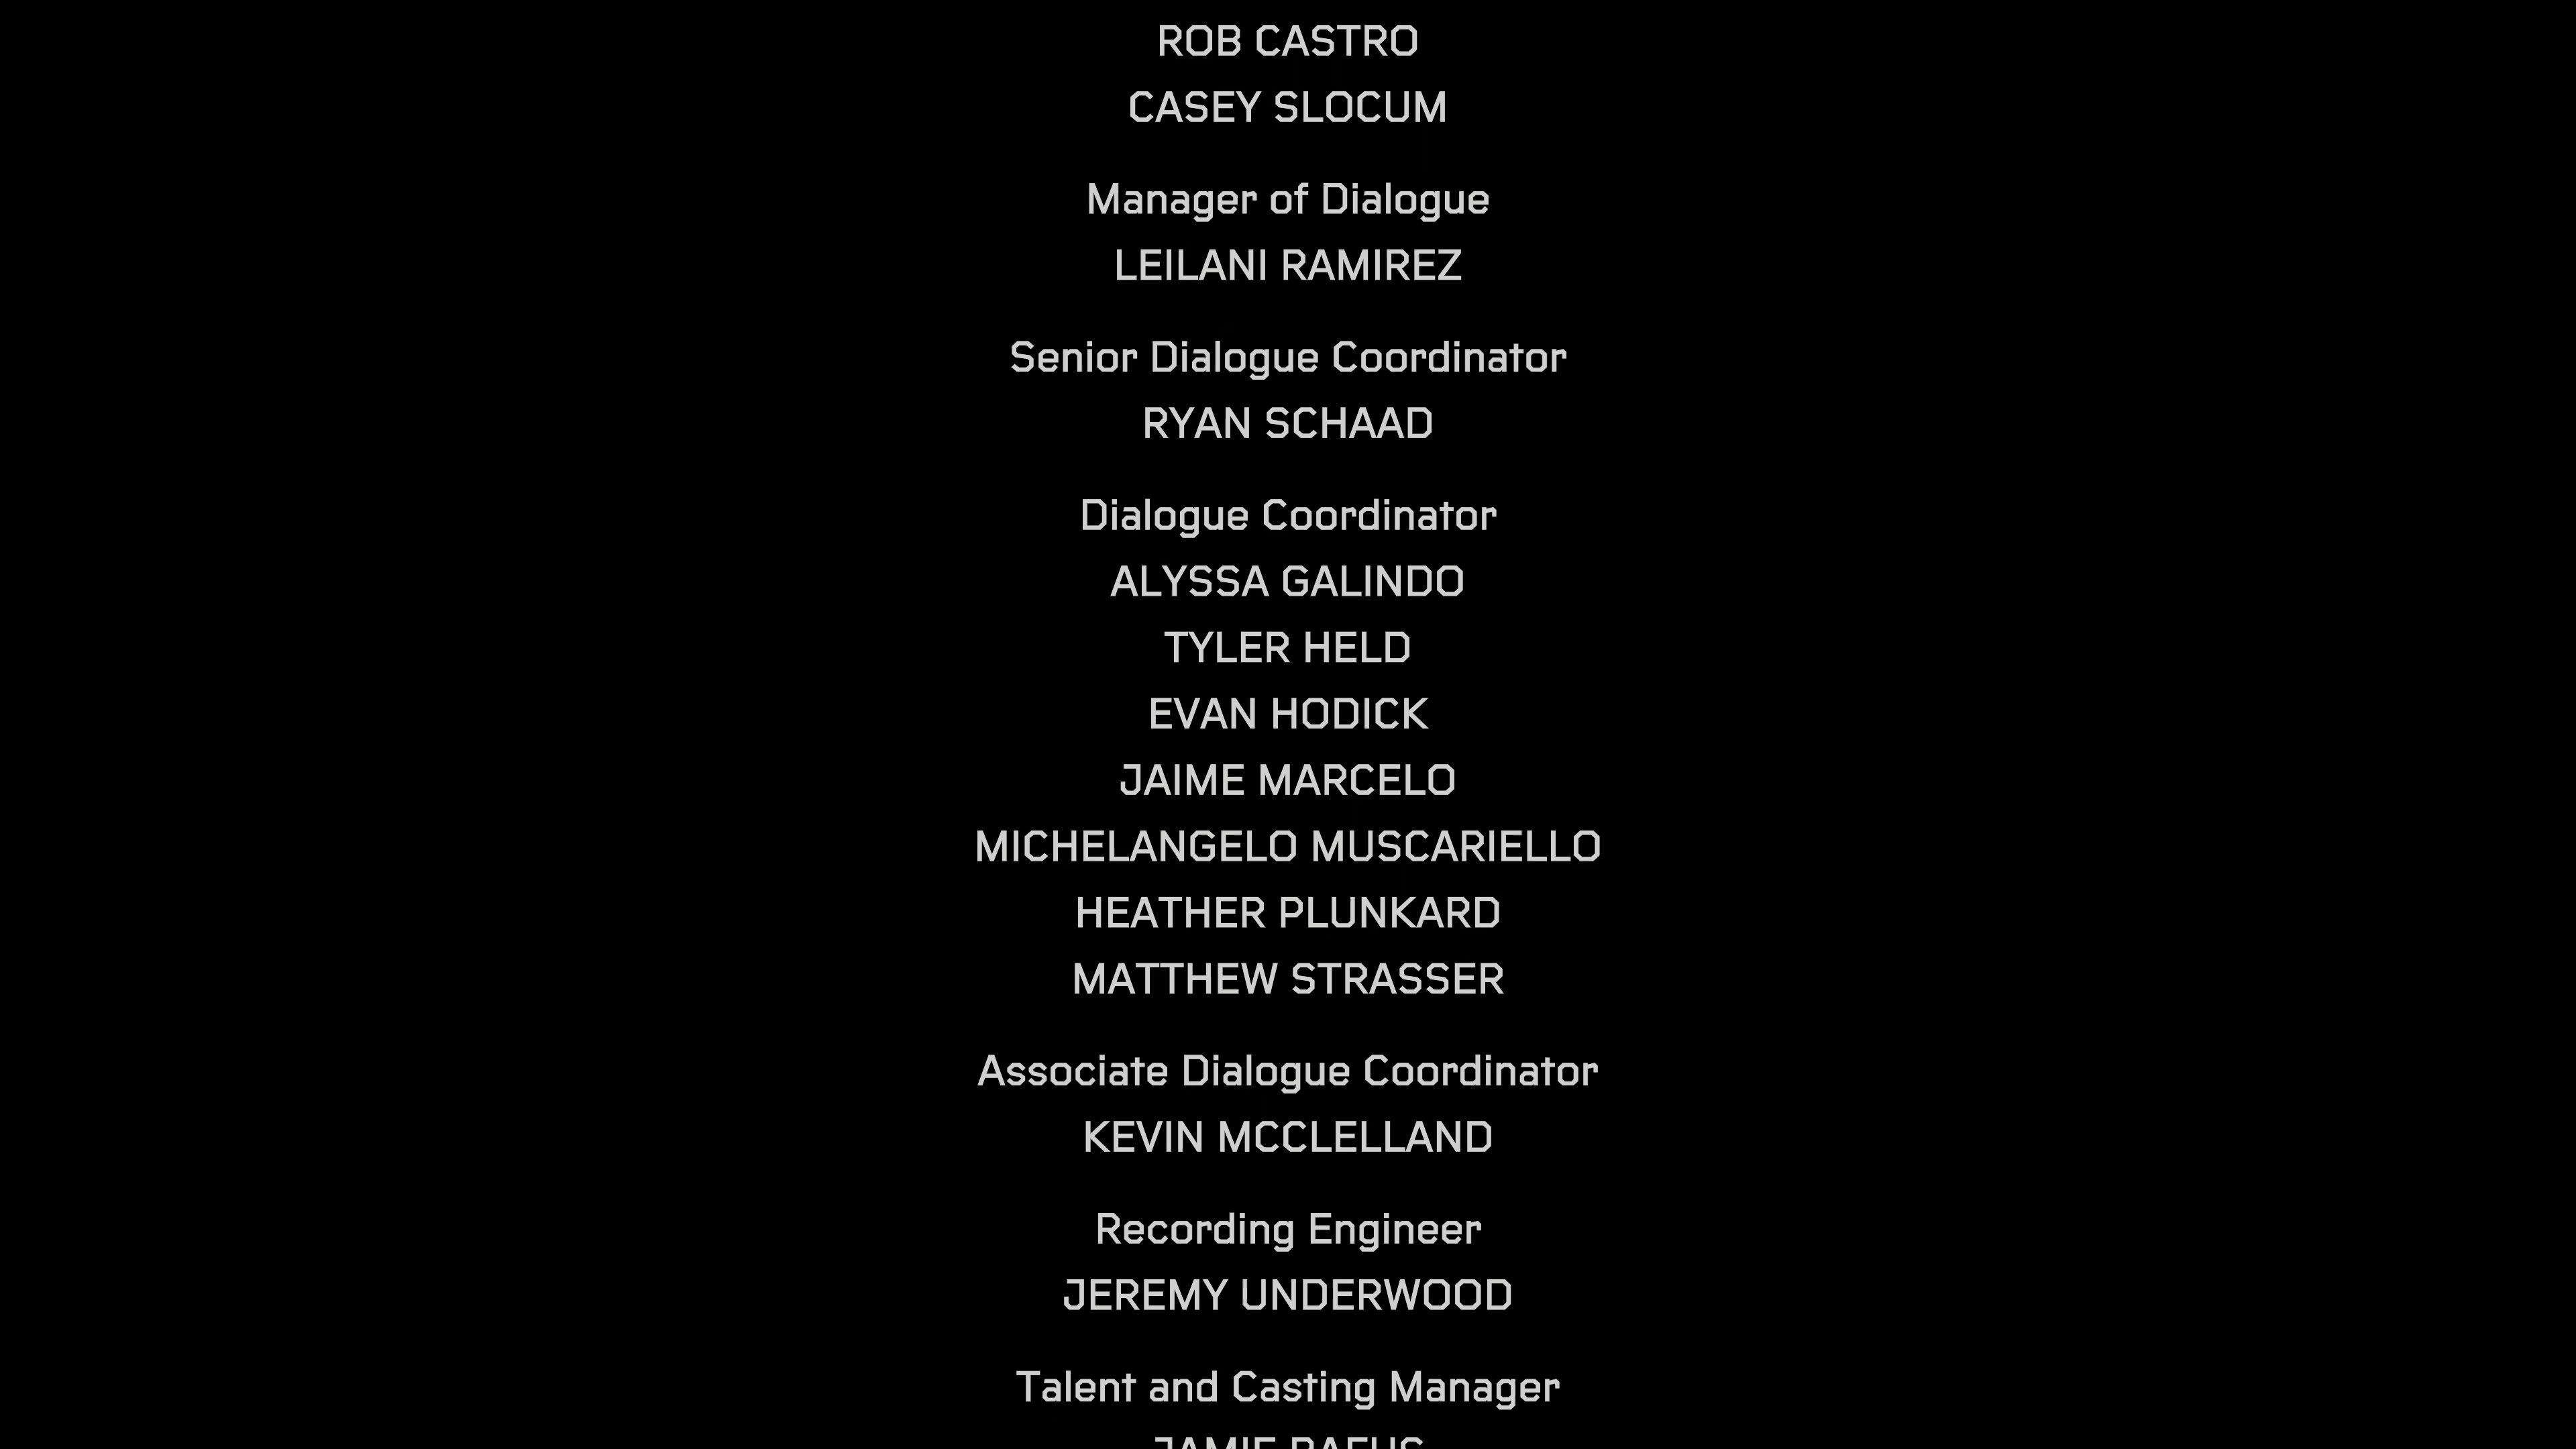 ROB CASTRO
CASEY SLOCUM
Manager of Dialogue
LEILANI RAMIREZ
Senior Dialogue Coordinator
RYAN SCHAAD
Dialogue Coordinator
ALYSSA GALINDO
TYLER HELD
EVAN HODICK
JAIME MARCELO
MICHELANGELO MUSCARIELLO
HEATHER PLUNKARD
MATTHEW STRASSER
Associate Dialogue Coordinator
KEVIN MCCLELLAND
Recording Engineer
JEREMY UNDERWOOD
Talent and Casting Manager
JAMIE